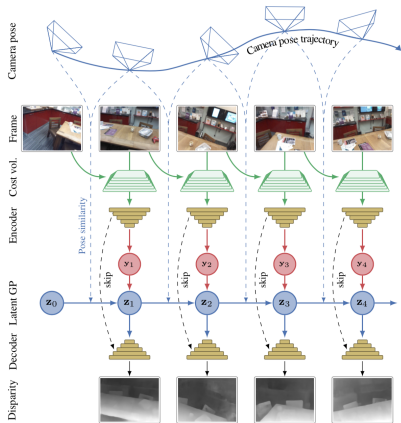 Camera pose
Camera pose trajectory
Frame
Cost vol.
Pose similarity
Encoder
skip
skip
skip
skip
y₁
y₂
y₃
y₄
Latent GP
z₀
z₁
z₂
z₃
z₄
Decoder
Disparity